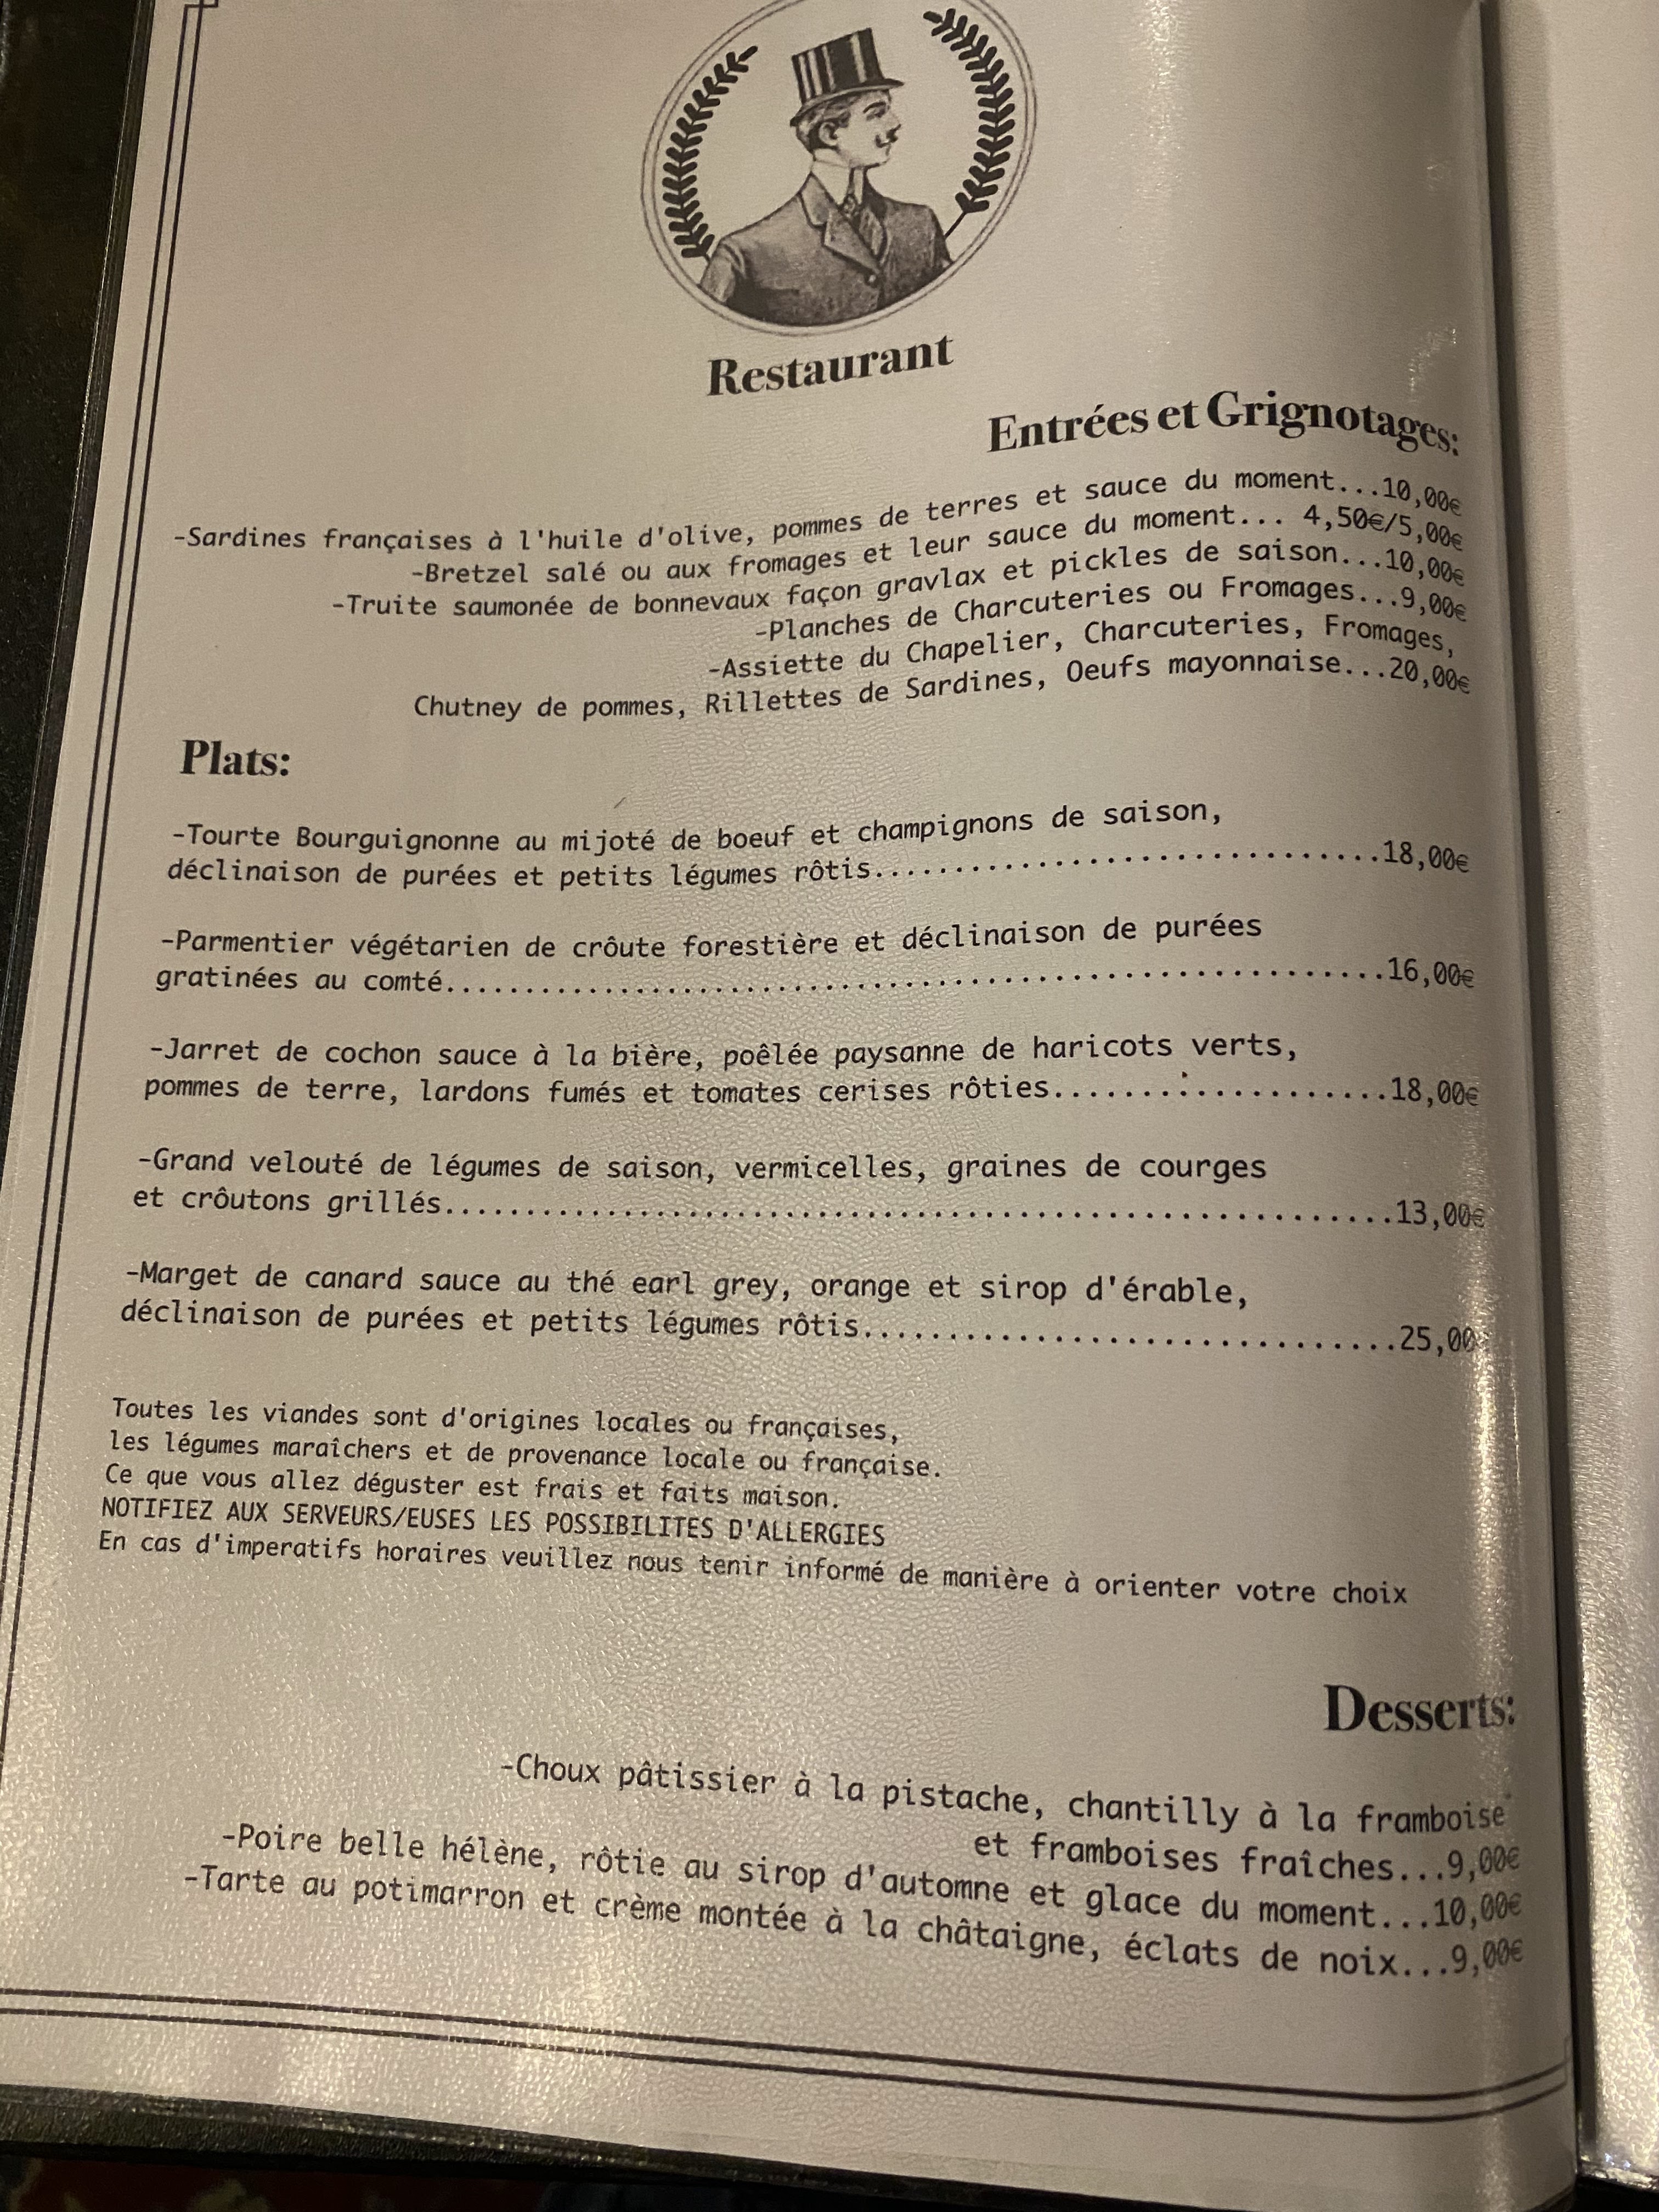 Restaurant
Entrées et Grignotages:
-Sardines françaises à l'huile d'olive, pommes de terres et sauce du moment...10,00€
-Bretzel salé ou aux fromages et leur sauce du moment... 4,50€/5,00€
-Truite saumonée de bonnevaux façon gravlax et pickles de saison...10,00€
-Planches de Charcuteries ou Fromages...9,00€
-Assiette du Chapelier, Charcuteries, Fromages,
Chutney de pommes, Rillettes de Sardines, Oeufs mayonnaise...20,00€
Plats:
-Tourte Bourguignonne au mijoté de boeuf et champignons de saison,
déclinaison de purées et petits légumes rôtis................................18,00€
-Parmentier végétarien de crôute forestière et déclinaison de purées
gratinées au comté...........................................................16,00€
-Jarret de cochon sauce à la bière, poêlée paysanne de haricots verts,
pommes de terre, lardons fumés et tomates cerises rôties.....................18,00€
-Grand velouté de légumes de saison, vermicelles, graines de courges
et crôutons grillés..........................................................13,00€
-Marget de canard sauce au thé earl grey, orange et sirop d'érable,
déclinaison de purées et petits légumes rôtis................................25,00€
Toutes les viandes sont d'origines locales ou françaises,
les légumes maraîchers et de provenance locale ou française.
Ce que vous allez déguster est frais et faits maison.
NOTIFIEZ AUX SERVEURS/EUSES LES POSSIBILITES D'ALLERGIES
En cas d'imperatifs horaires veuillez nous tenir informé de manière à orienter votre choix
Desserts:
-Choux pâtissier à la pistache, chantilly à la framboise
et framboises fraîches...9,00€
-Poire belle hélène, rôtie au sirop d'automne et glace du moment...10,00€
-Tarte au potimarron et crème montée à la châtaigne, éclats de noix...9,00€